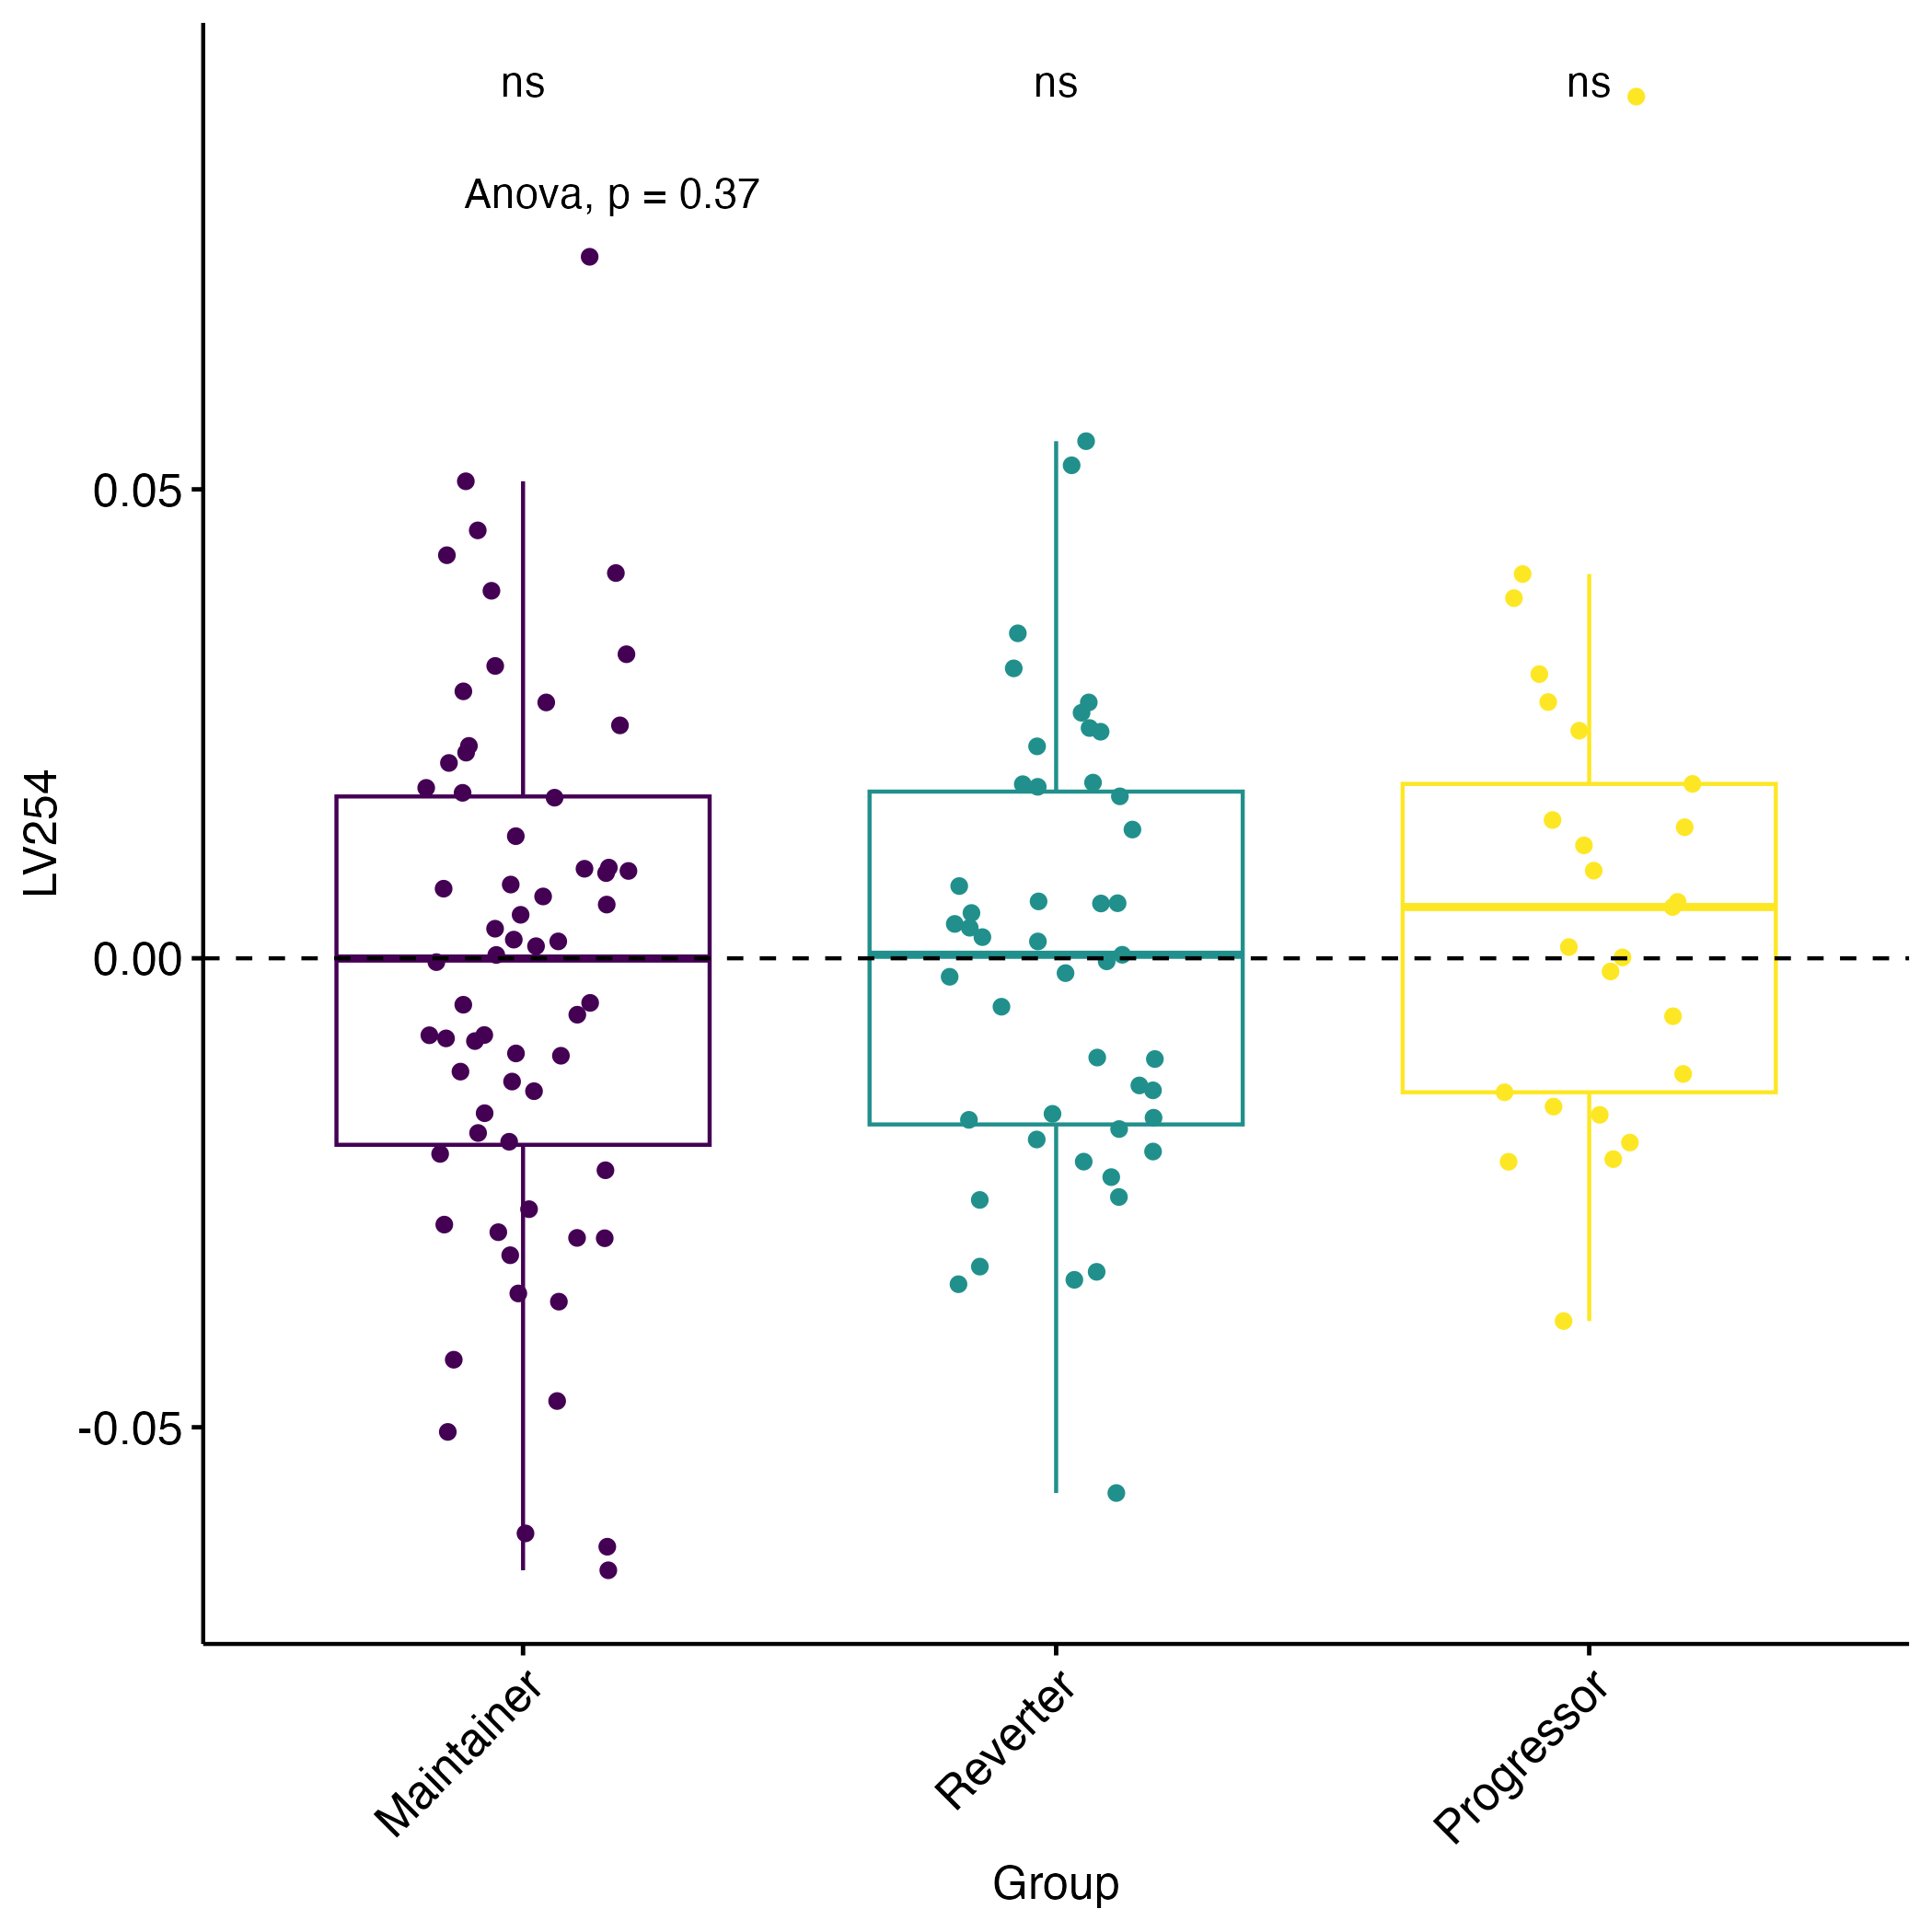 ns ns ns
Anova, p = 0.37
0.05
0.00
-0.05
LV254
Maintainer Reverter Progressor
Group